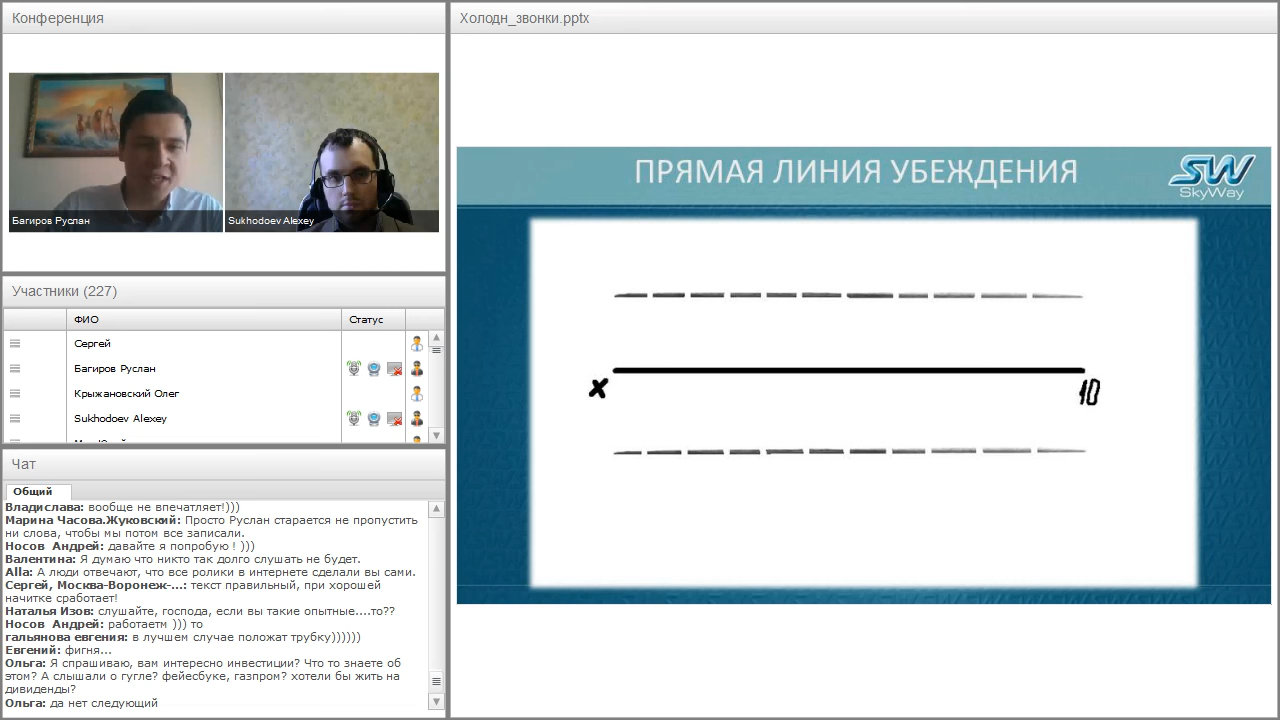 Конференция
Багиров Руслан
Sukhodoev Alexey
Участники (227)
ФИО
Статус
Сергей
Багиров Руслан
Крыжановский Олег
Sukhodoev Alexey
Чат
Общий
Владислава: вообще не впечатляет!)))
Марина Часова.Жуковский: Просто Руслан старается не пропустить
ни слова, чтобы мы потом все записали.
Носов Андрей: давайте я попробую ! )))
Валентина: Я думаю что никто так долго слушать не будет.
Alla: А люди отвечают, что все ролики в интернете сделали вы сами.
Сергей, Москва-Воронеж-...: текст правильный, при хорошей
начитке сработает!
Наталья Изов: слушайте, господа, если вы такие опытные....то??
Носов Андрей: работаетм ))) то
гальянова евгения: в лучшем случае положат трубку))))))
Евгений: фигня...
Ольга: Я спрашиваю, вам интересно инвестиции? Что то знаете об
этом? А слышали о гугле? фейесбуке, газпром? хотели бы жить на
дивиденды?
Ольга: да нет следующий
Холодн_звонки.pptx
ПРЯМАЯ ЛИНИЯ УБЕЖДЕНИЯ
SW
SkyWay
x
10